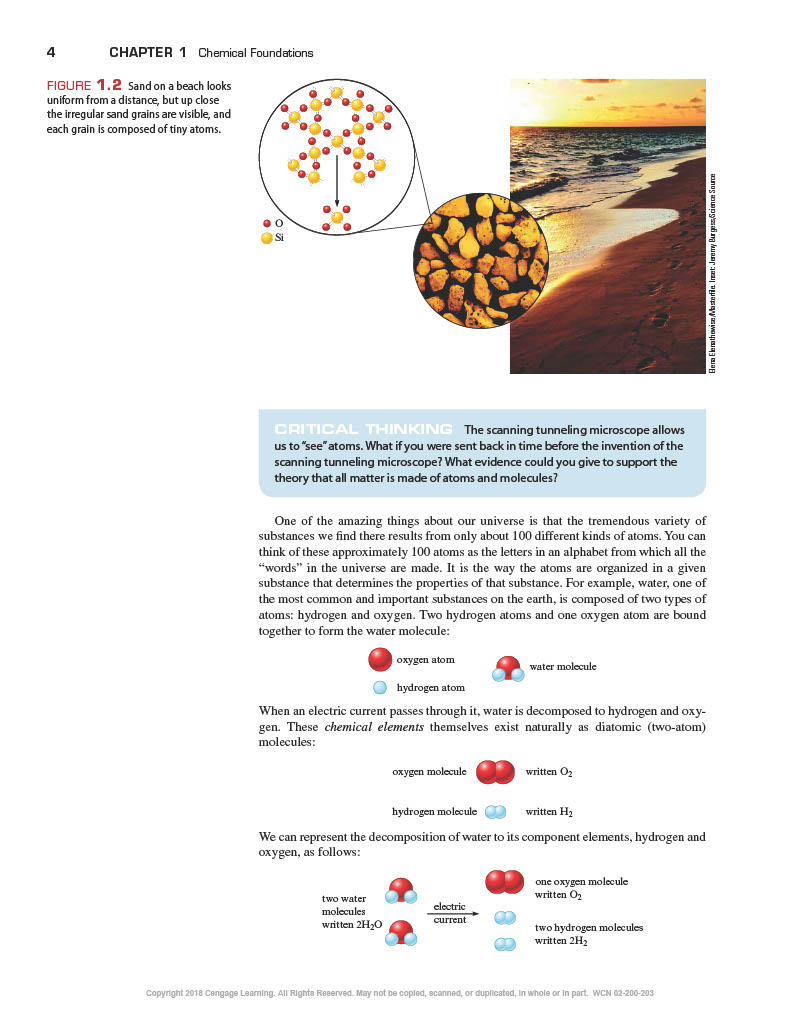 4 CHAPTER 1 Chemical Foundations
FIGURE 1.2 Sand on a beach looks
uniform from a distance, but up close
the irregular sand grains are visible, and
each grain is composed of tiny atoms.
O
Si
Elena Elenathewise/Masterfile. Inset: Jeremy Burgess/Science Source
CRITICAL THINKING The scanning tunneling microscope allows
us to “see” atoms. What if you were sent back in time before the invention of the
scanning tunneling microscope? What evidence could you give to support the
theory that all matter is made of atoms and molecules?
One of the amazing things about our universe is that the tremendous variety of
substances we find there results from only about 100 different kinds of atoms. You can
think of these approximately 100 atoms as the letters in an alphabet from which all the
“words” in the universe are made. It is the way the atoms are organized in a given
substance that determines the properties of that substance. For example, water, one of
the most common and important substances on the earth, is composed of two types of
atoms: hydrogen and oxygen. Two hydrogen atoms and one oxygen atom are bound
together to form the water molecule:
oxygen atom
water molecule
hydrogen atom
When an electric current passes through it, water is decomposed to hydrogen and oxy-
gen. These chemical elements themselves exist naturally as diatomic (two-atom)
molecules:
oxygen molecule written O₂
hydrogen molecule written H₂
We can represent the decomposition of water to its component elements, hydrogen and
oxygen, as follows:
two water
molecules
written 2H₂O
electric
current
one oxygen molecule
written O₂
two hydrogen molecules
written 2H₂
Copyright 2018 Cengage Learning. All Rights Reserved. May not be copied, scanned, or duplicated, in whole or in part. WCN 02-200-203